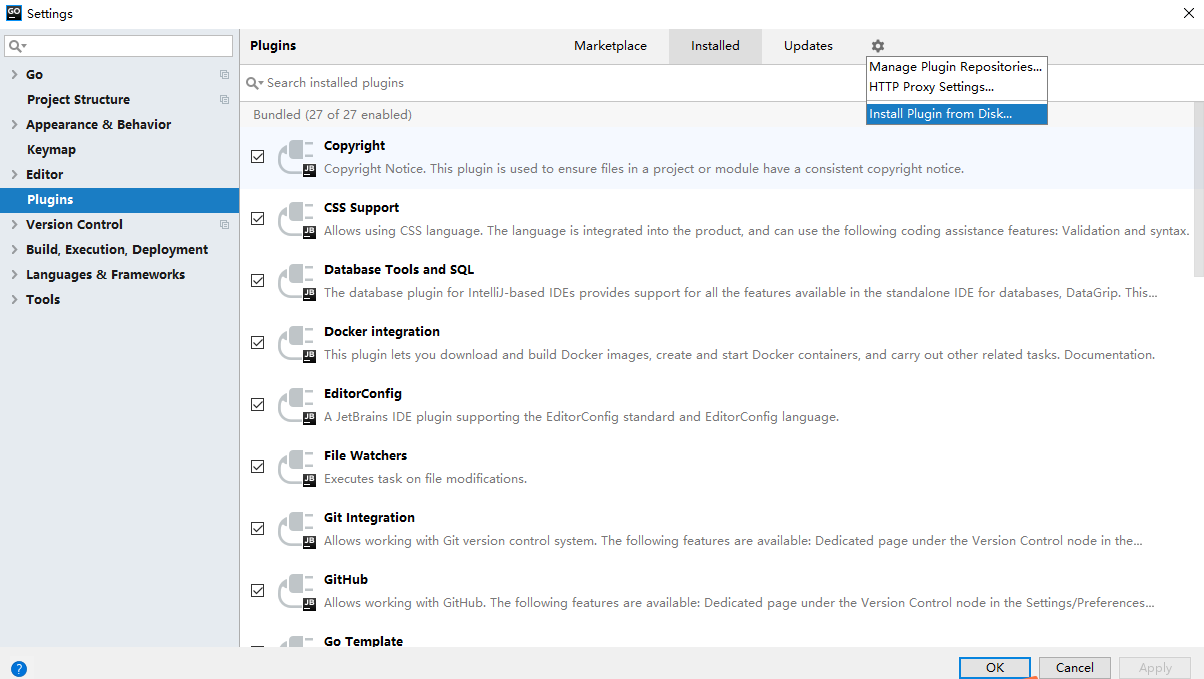 GO Settings
Plugins Marketplace Installed Updates
Manage Plugin Repositories...
HTTP Proxy Settings...
Install Plugin from Disk...
Go
Project Structure
Appearance & Behavior
Keymap
Editor
Plugins
Version Control
Build, Execution, Deployment
Languages & Frameworks
Tools
Search installed plugins
Bundled (27 of 27 enabled)
JB
Copyright
Copyright Notice. This plugin is used to ensure files in a project or module have a consistent copyright notice.
JB
CSS Support
Allows using CSS language. The language is integrated into the product, and can use the following coding assistance features: Validation and syntax.
JB
Database Tools and SQL
The database plugin for IntelliJ-based IDEs provides support for all the features available in the standalone IDE for databases, DataGrip. This...
JB
Docker integration
This plugin lets you download and build Docker images, create and start Docker containers, and carry out other related tasks. Documentation.
JB
EditorConfig
A JetBrains IDE plugin supporting the EditorConfig standard and EditorConfig language.
JB
File Watchers
Executes task on file modifications.
JB
Git Integration
Allows working with Git version control system. The following features are available: Dedicated page under the Version Control node in the...
JB
GitHub
Allows working with GitHub. The following features are available: Dedicated page under the Version Control node in the Settings/Preferences...
JB
Go Template
?
OK Cancel Apply